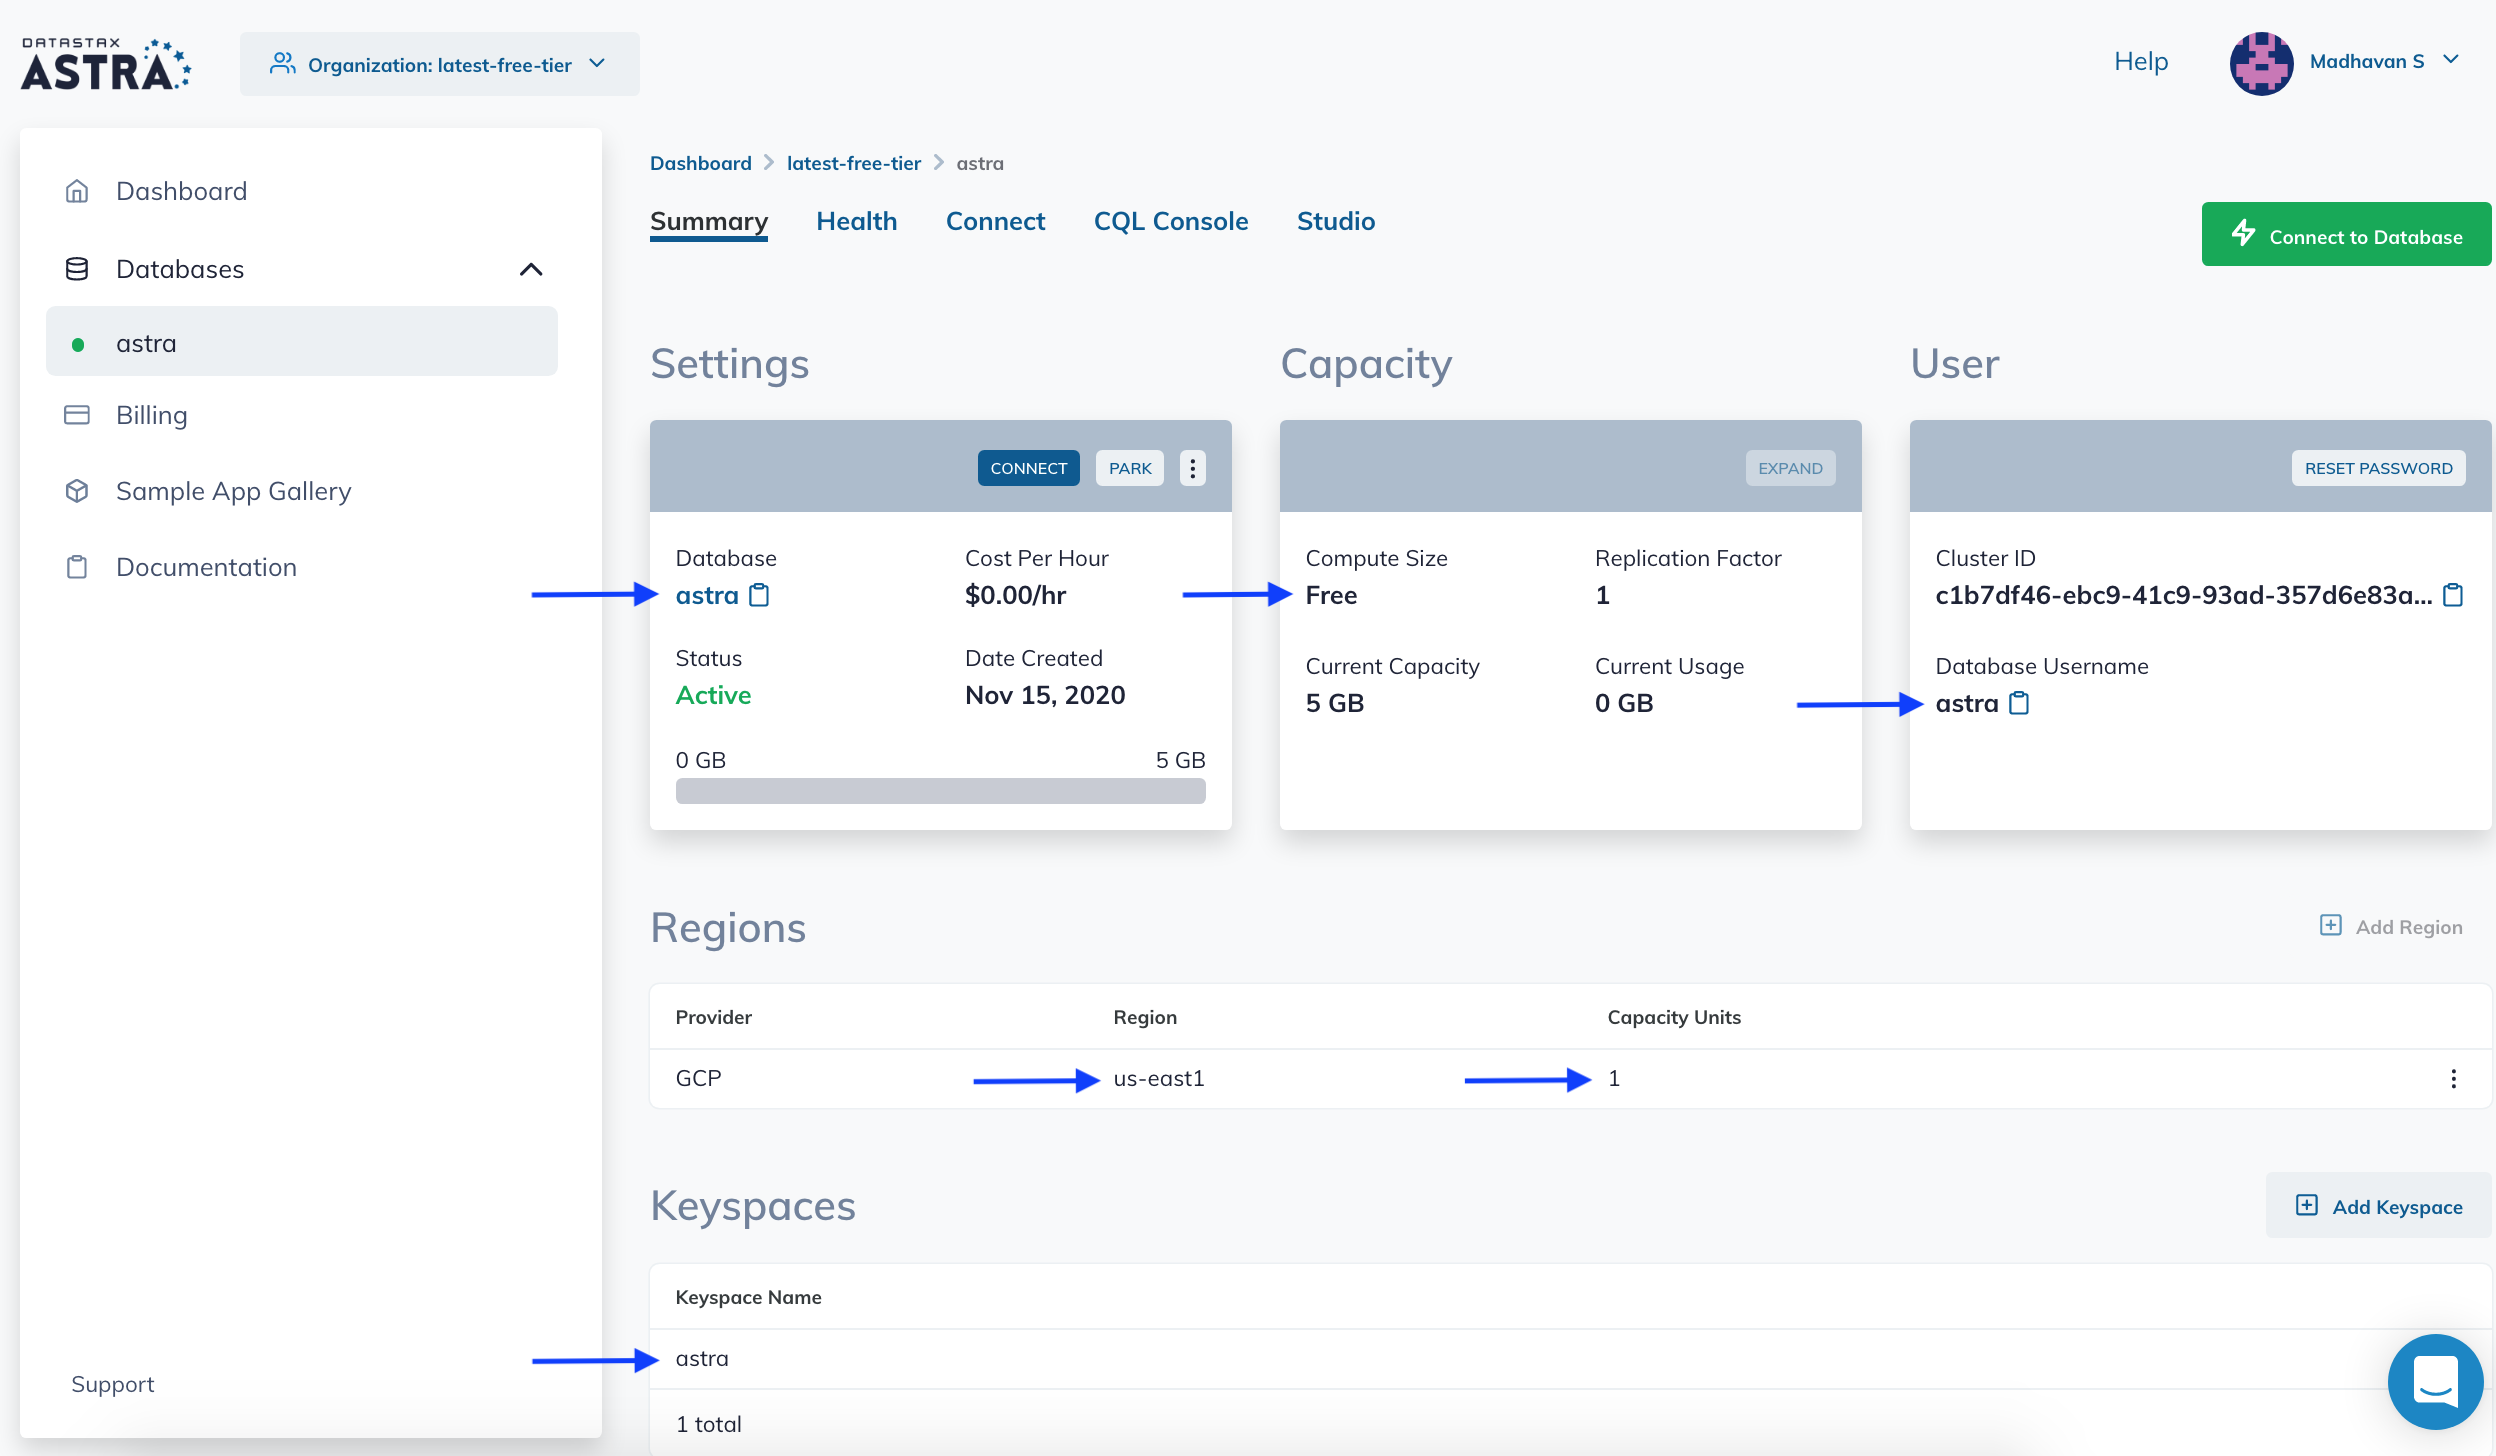 DATASTAX
ASTRA
Organization: latest-free-tier
Help
Madhavan S
Dashboard
Databases
astra
Billing
Sample App Gallery
Documentation
Support
Dashboard > latest-free-tier > astra
Summary Health Connect CQL Console Studio
Connect to Database
Settings
CONNECT PARK
Database Cost Per Hour
astra $0.00/hr
Status Date Created
Active Nov 15, 2020
0 GB 5 GB
Capacity
EXPAND
Compute Size Replication Factor
Free 1
Current Capacity Current Usage
5 GB 0 GB
User
RESET PASSWORD
Cluster ID
c1b7df46-ebc9-41c9-93ad-357d6e83a...
Database Username
astra
Regions
Add Region
Provider Region Capacity Units
GCP us-east1 1
Keyspaces
Add Keyspace
Keyspace Name
astra
1 total